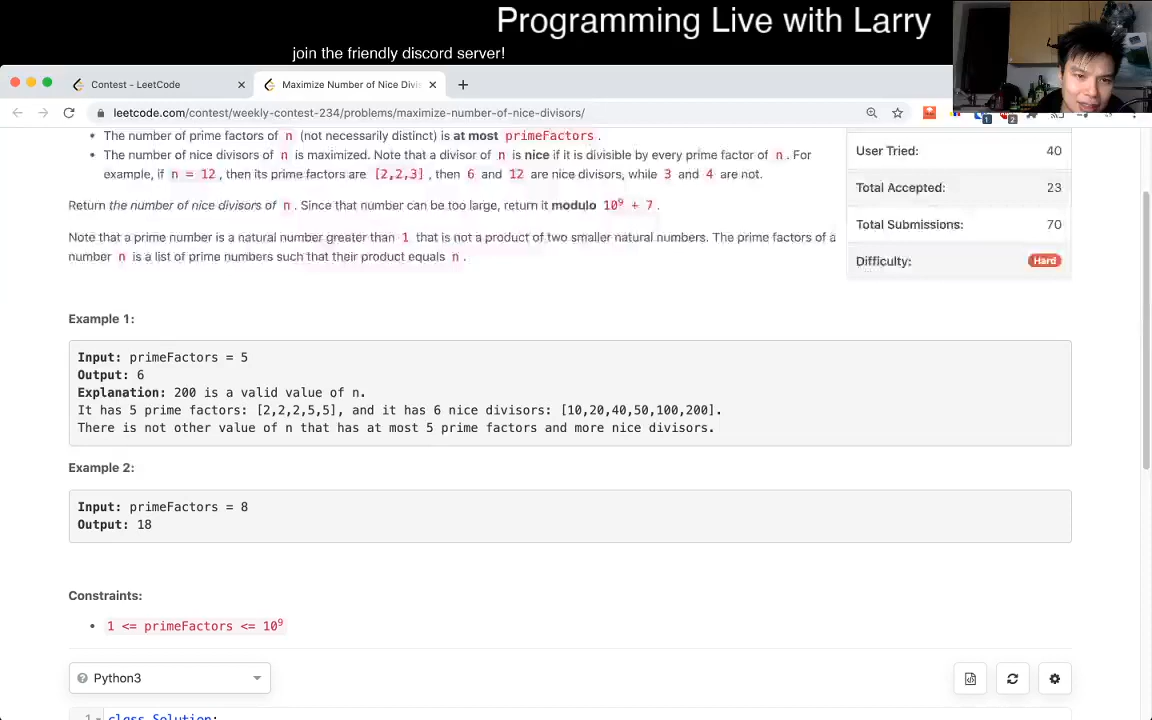 Programming Live with Larry
join the friendly discord server!
Contest - LeetCode
Maximize Number of Nice Divis
leetcode.com/contest/weekly-contest-234/problems/maximize-number-of-nice-divisors/
1
2
• The number of prime factors of n (not necessarily distinct) is at most primeFactors.
• The number of nice divisors of n is maximized. Note that a divisor of n is nice if it is divisible by every prime factor of n. For
example, if n = 12, then its prime factors are [2,2,3], then 6 and 12 are nice divisors, while 3 and 4 are not.
Return the number of nice divisors of n. Since that number can be too large, return it modulo 10⁹ + 7.
Note that a prime number is a natural number greater than 1 that is not a product of two smaller natural numbers. The prime factors of a
number n is a list of prime numbers such that their product equals n.
User Tried: 40
Total Accepted: 23
Total Submissions: 70
Difficulty: Hard
Example 1:
Input: primeFactors = 5
Output: 6
Explanation: 200 is a valid value of n.
It has 5 prime factors: [2,2,2,5,5], and it has 6 nice divisors: [10,20,40,50,100,200].
There is not other value of n that has at most 5 prime factors and more nice divisors.
Example 2:
Input: primeFactors = 8
Output: 18
Constraints:
• 1 <= primeFactors <= 10⁹
Python3
1 class Solution: